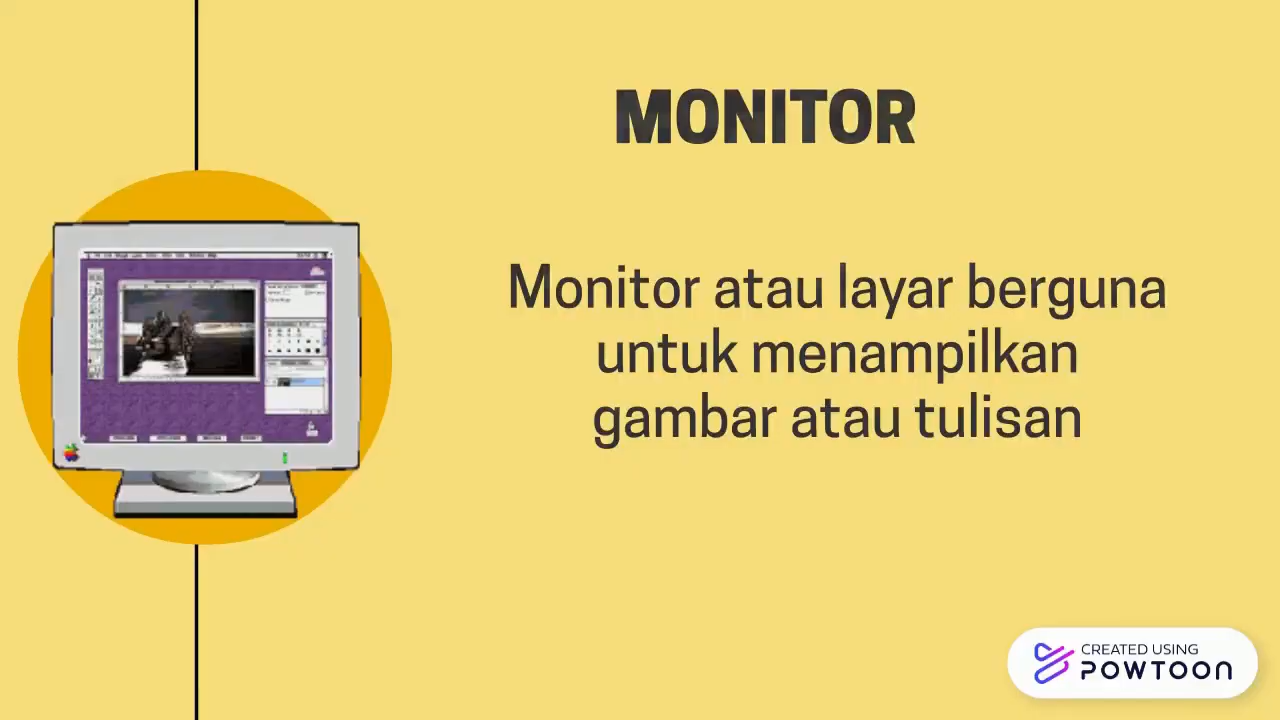 MONITOR
Monitor atau layar berguna
untuk menampilkan
gambar atau tulisan
CREATED USING
POWTOON